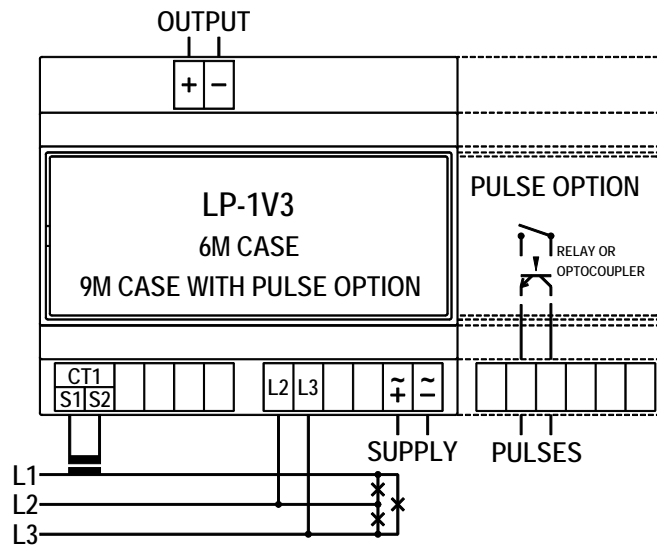 OUTPUT
+ −
LP-1V3
6M CASE
9M CASE WITH PULSE OPTION
PULSE OPTION
RELAY OR
OPTOCOUPLER
CT1
S1 S2
L2 L3
~ ~
+ −
SUPPLY
PULSES
L1
L2
L3